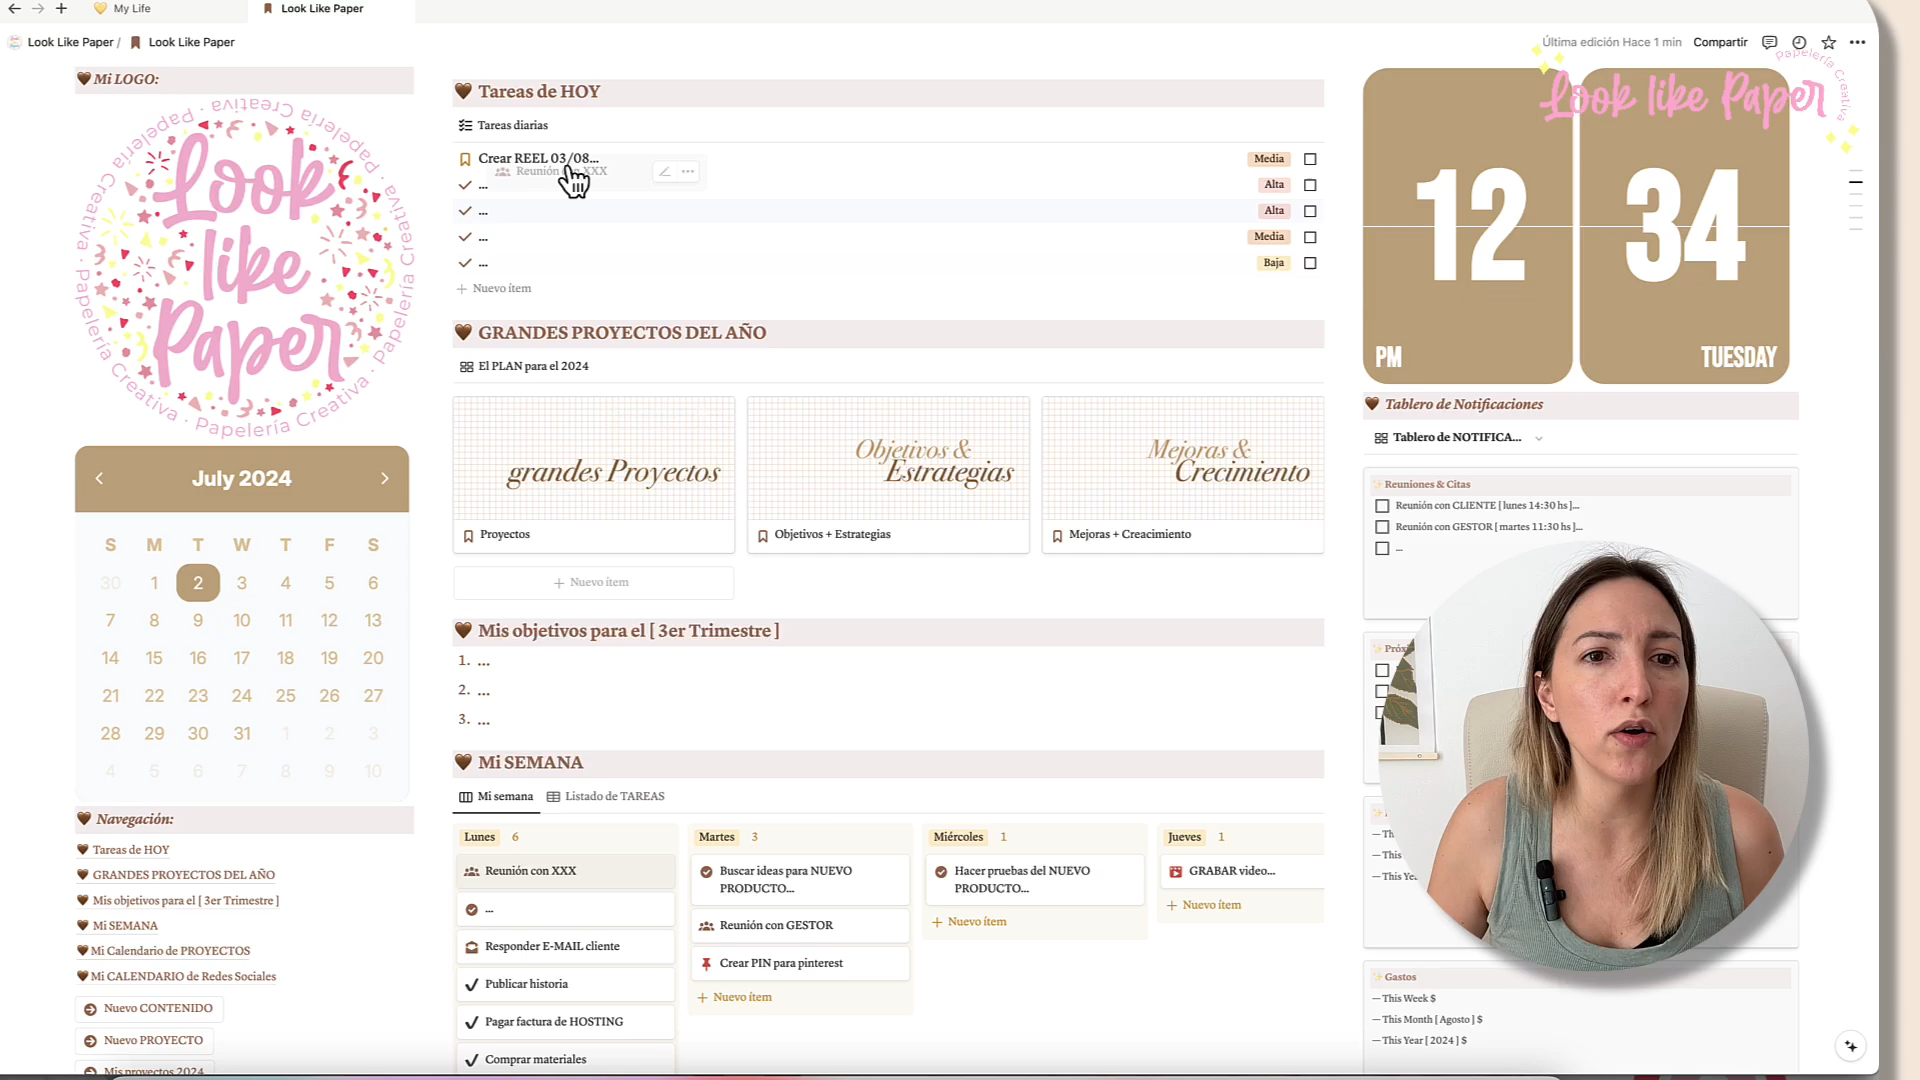 My Life
Look Like Paper
Look Like Paper /
Look Like Paper
Última edición Hace 1 min
Compartir
Mi LOGO:
Papelería Creativa · Papelería Creativa · Papelería Creativa
Look
like
Paper
July 2024
S M T W T F S
30 1 2 3 4 5 6
7 8 9 10 11 12 13
14 15 16 17 18 19 20
21 22 23 24 25 26 27
28 29 30 31 1 2 3
4 5 6 7 8 9 10
Navegación:
Tareas de HOY
GRANDES PROYECTOS DEL AÑO
Mis objetivos para el [ 3er Trimestre ]
Mi SEMANA
Mi Calendario de PROYECTOS
Mi CALENDARIO de Redes Sociales
Nuevo CONTENIDO
Nuevo PROYECTO
Mis proyectos 2024
Tareas de HOY
Tareas diarias
Crear REEL 03/08... Media
Reunión con XXX
... Alta
... Alta
... Media
... Baja
+ Nuevo ítem
GRANDES PROYECTOS DEL AÑO
El PLAN para el 2024
grandes Proyectos
Proyectos
Objetivos &
Estrategias
Objetivos + Estrategias
Mejoras &
Crecimiento
Mejoras + Creacimiento
+ Nuevo ítem
Mis objetivos para el [ 3er Trimestre ]
1. ...
2. ...
3. ...
Mi SEMANA
Mi semana
Listado de TAREAS
Lunes 6
Reunión con XXX
...
Responder E-MAIL cliente
Publicar historia
Pagar factura de HOSTING
Comprar materiales
Martes 3
Buscar ideas para NUEVO
PRODUCTO...
Reunión con GESTOR
Crear PIN para pinterest
+ Nuevo ítem
Miércoles 1
Hacer pruebas del NUEVO
PRODUCTO...
+ Nuevo ítem
Jueves 1
GRABAR video...
+ Nuevo ítem
Papelería Creativa
Look like Paper
12 34
PM TUESDAY
Tablero de Notificaciones
Tablero de NOTIFICA...
Reuniones & Citas
Reunión con CLIENTE [ lunes 14:30 hs ]...
Reunión con GESTOR [ martes 11:30 hs ]...
...
Gastos
— This Week $
— This Month [ Agosto ] $
— This Year [ 2024 ] $